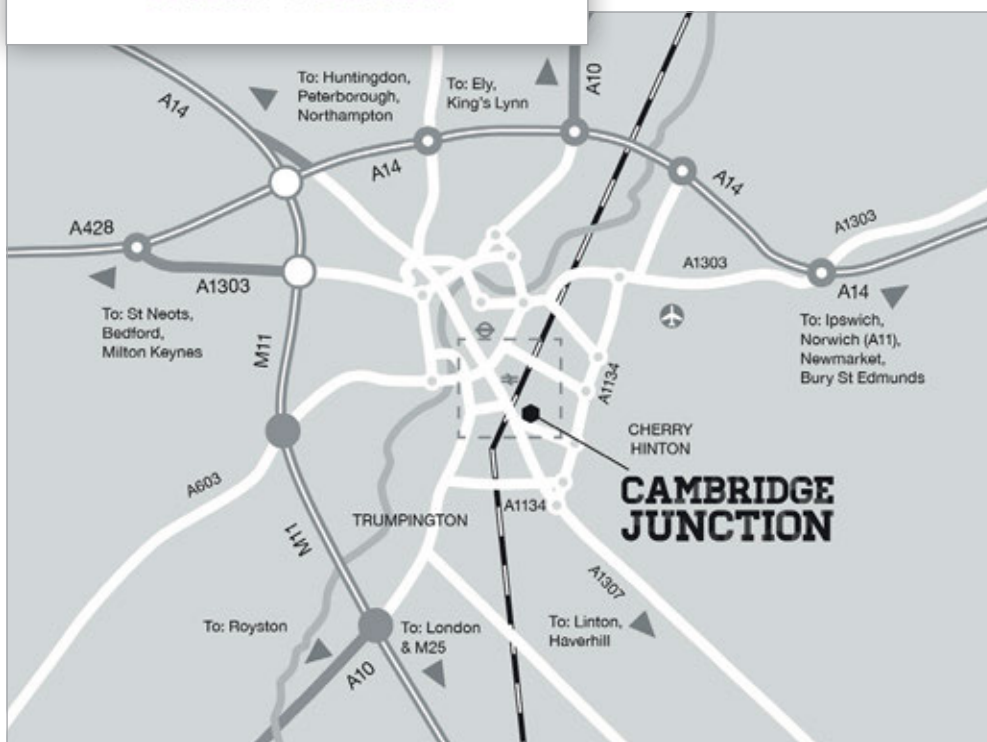 A14
To: Huntingdon,
Peterborough,
Northampton
To: Ely,
King's Lynn
A10
A14
A14
A428
A1303
To: St Neots,
Bedford,
Milton Keynes
M11
A1303
A1303
A14
To: Ipswich,
Norwich (A11),
Newmarket,
Bury St Edmunds
A1134
CHERRY
HINTON
CAMBRIDGE
JUNCTION
A603
M11
TRUMPINGTON
A1134
A1307
To: Royston
A10
To: London
& M25
To: Linton,
Haverhill